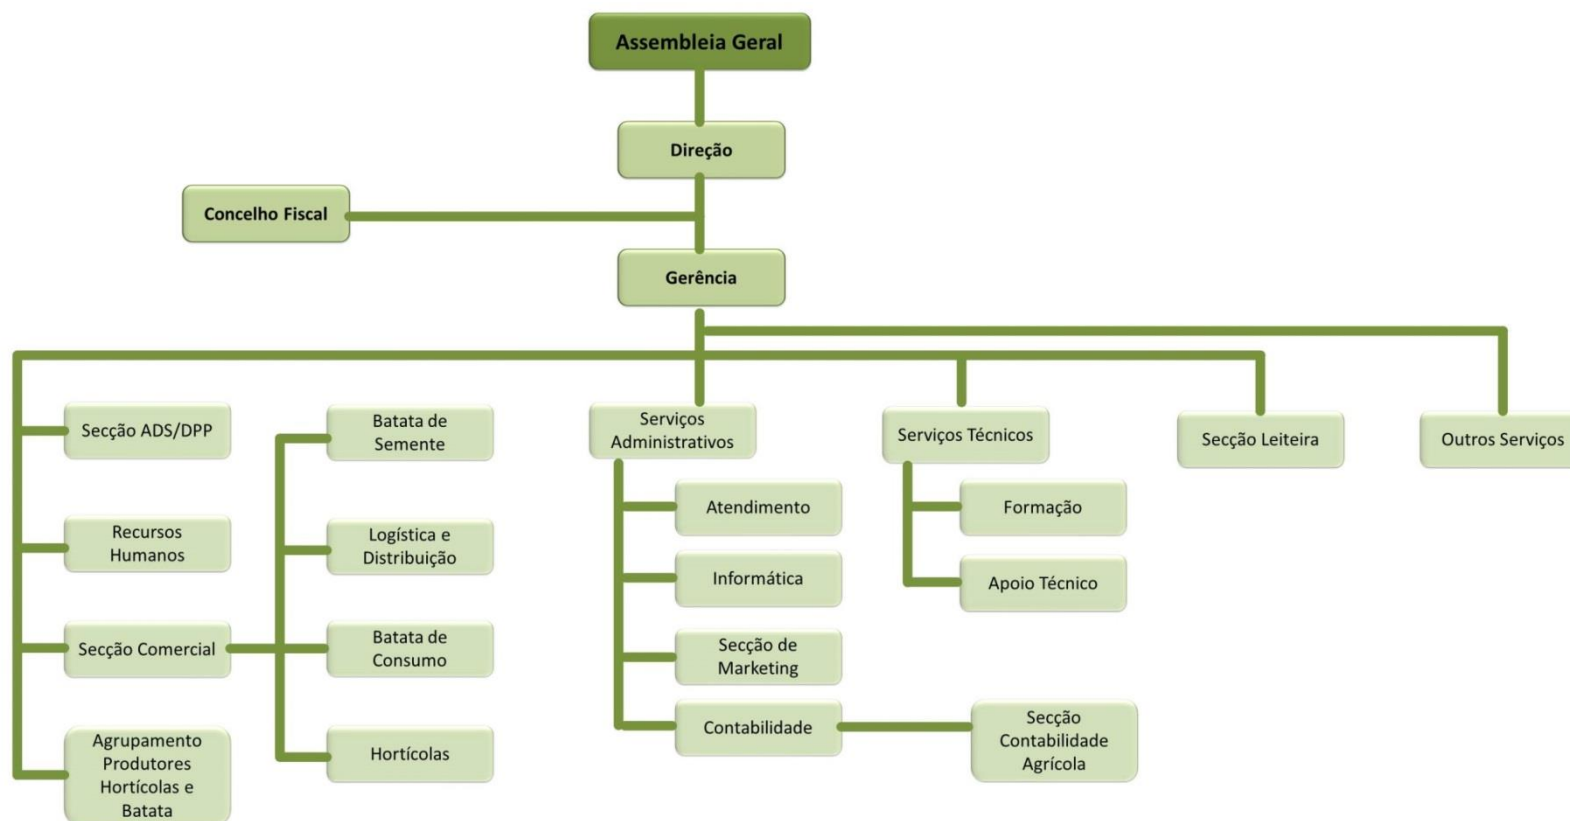 Assembleia Geral
Direção
Concelho Fiscal
Gerência
Secção ADS/DPP
Recursos
Humanos
Secção Comercial
Agrupamento
Produtores
Hortícolas e
Batata
Batata de
Semente
Logística e
Distribuição
Batata de
Consumo
Hortícolas
Serviços
Administrativos
Atendimento
Informática
Secção de
Marketing
Contabilidade
Secção
Contabilidade
Agrícola
Serviços Técnicos
Formação
Apoio Técnico
Secção Leiteira
Outros Serviços